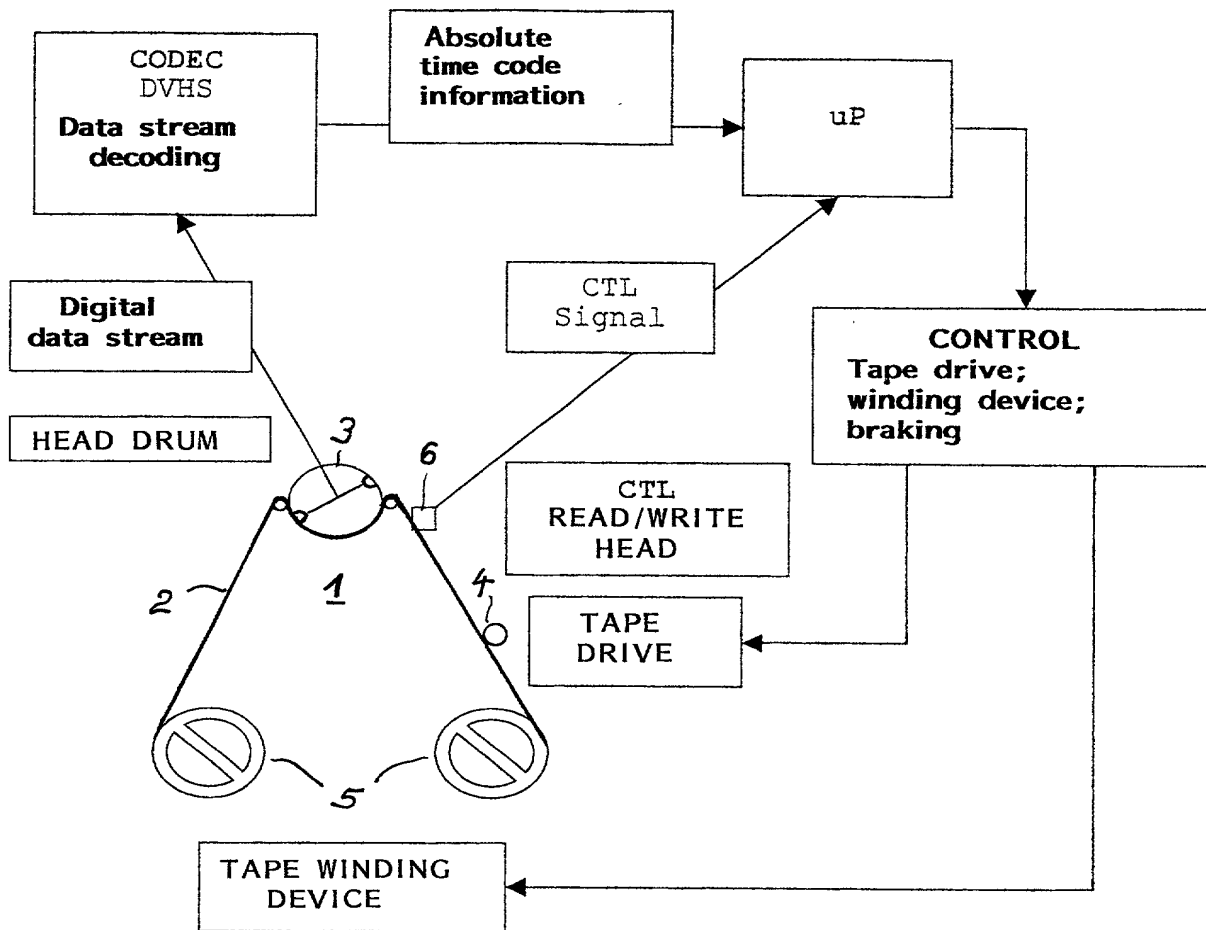 CODEC
DVHS
Data stream
decoding
Absolute
time code
information
uP
Digital
data stream
CTL
Signal
CONTROL
Tape drive;
winding device;
braking
HEAD DRUM
3
6
CTL
READ/WRITE
HEAD
2
1
4
TAPE
DRIVE
5
TAPE WINDING
DEVICE